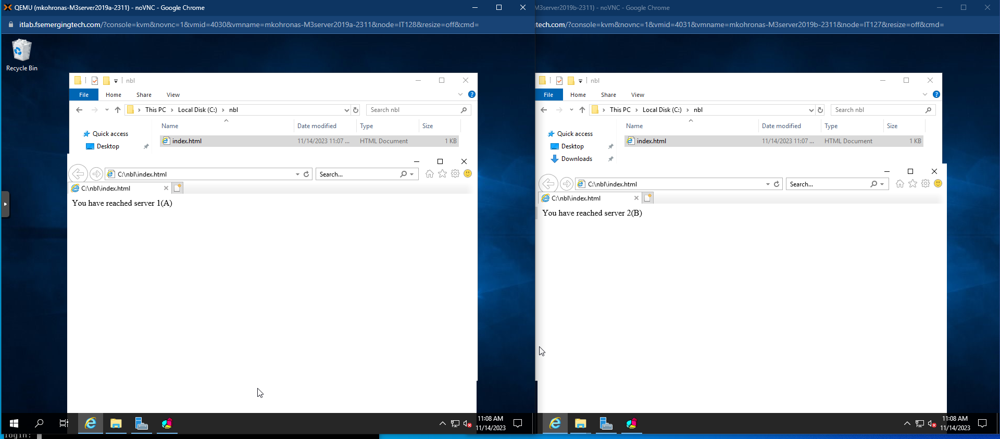 QEMU (mkohronas-M3server2019a-2311) - noVNC - Google Chrome
itlab.fsemergingtech.com/?console=kvm&novnc=1&vmid=4030&vmname=mkohronas-M3server2019a-2311&node=IT128&resize=off&cmd=
Recycle Bin
nbl
File Home Share View
This PC Local Disk (C:) nbl
Search nbl
Name Date modified Type Size
Quick access
index.html 11/14/2023 11:07 ... HTML Document 1 KB
Desktop
C:\nbl\index.html
Search...
C:\nbl\index.html
You have reached server 1(A)
11:08 AM
11/14/2023
login:
M3server2019b-2311) - noVNC - Google Chrome
tech.com/?console=kvm&novnc=1&vmid=4031&vmname=mkohronas-M3server2019b-2311&node=IT127&resize=off&cmd=
nbl
File Home Share View
This PC Local Disk (C:) nbl
Search nbl
Name Date modified Type Size
Quick access
index.html 11/14/2023 11:07 ... HTML Document 1 KB
Desktop
Downloads
C:\nbl\index.html
Search...
C:\nbl\index.html
You have reached server 2(B)
11:08 AM
11/14/2023